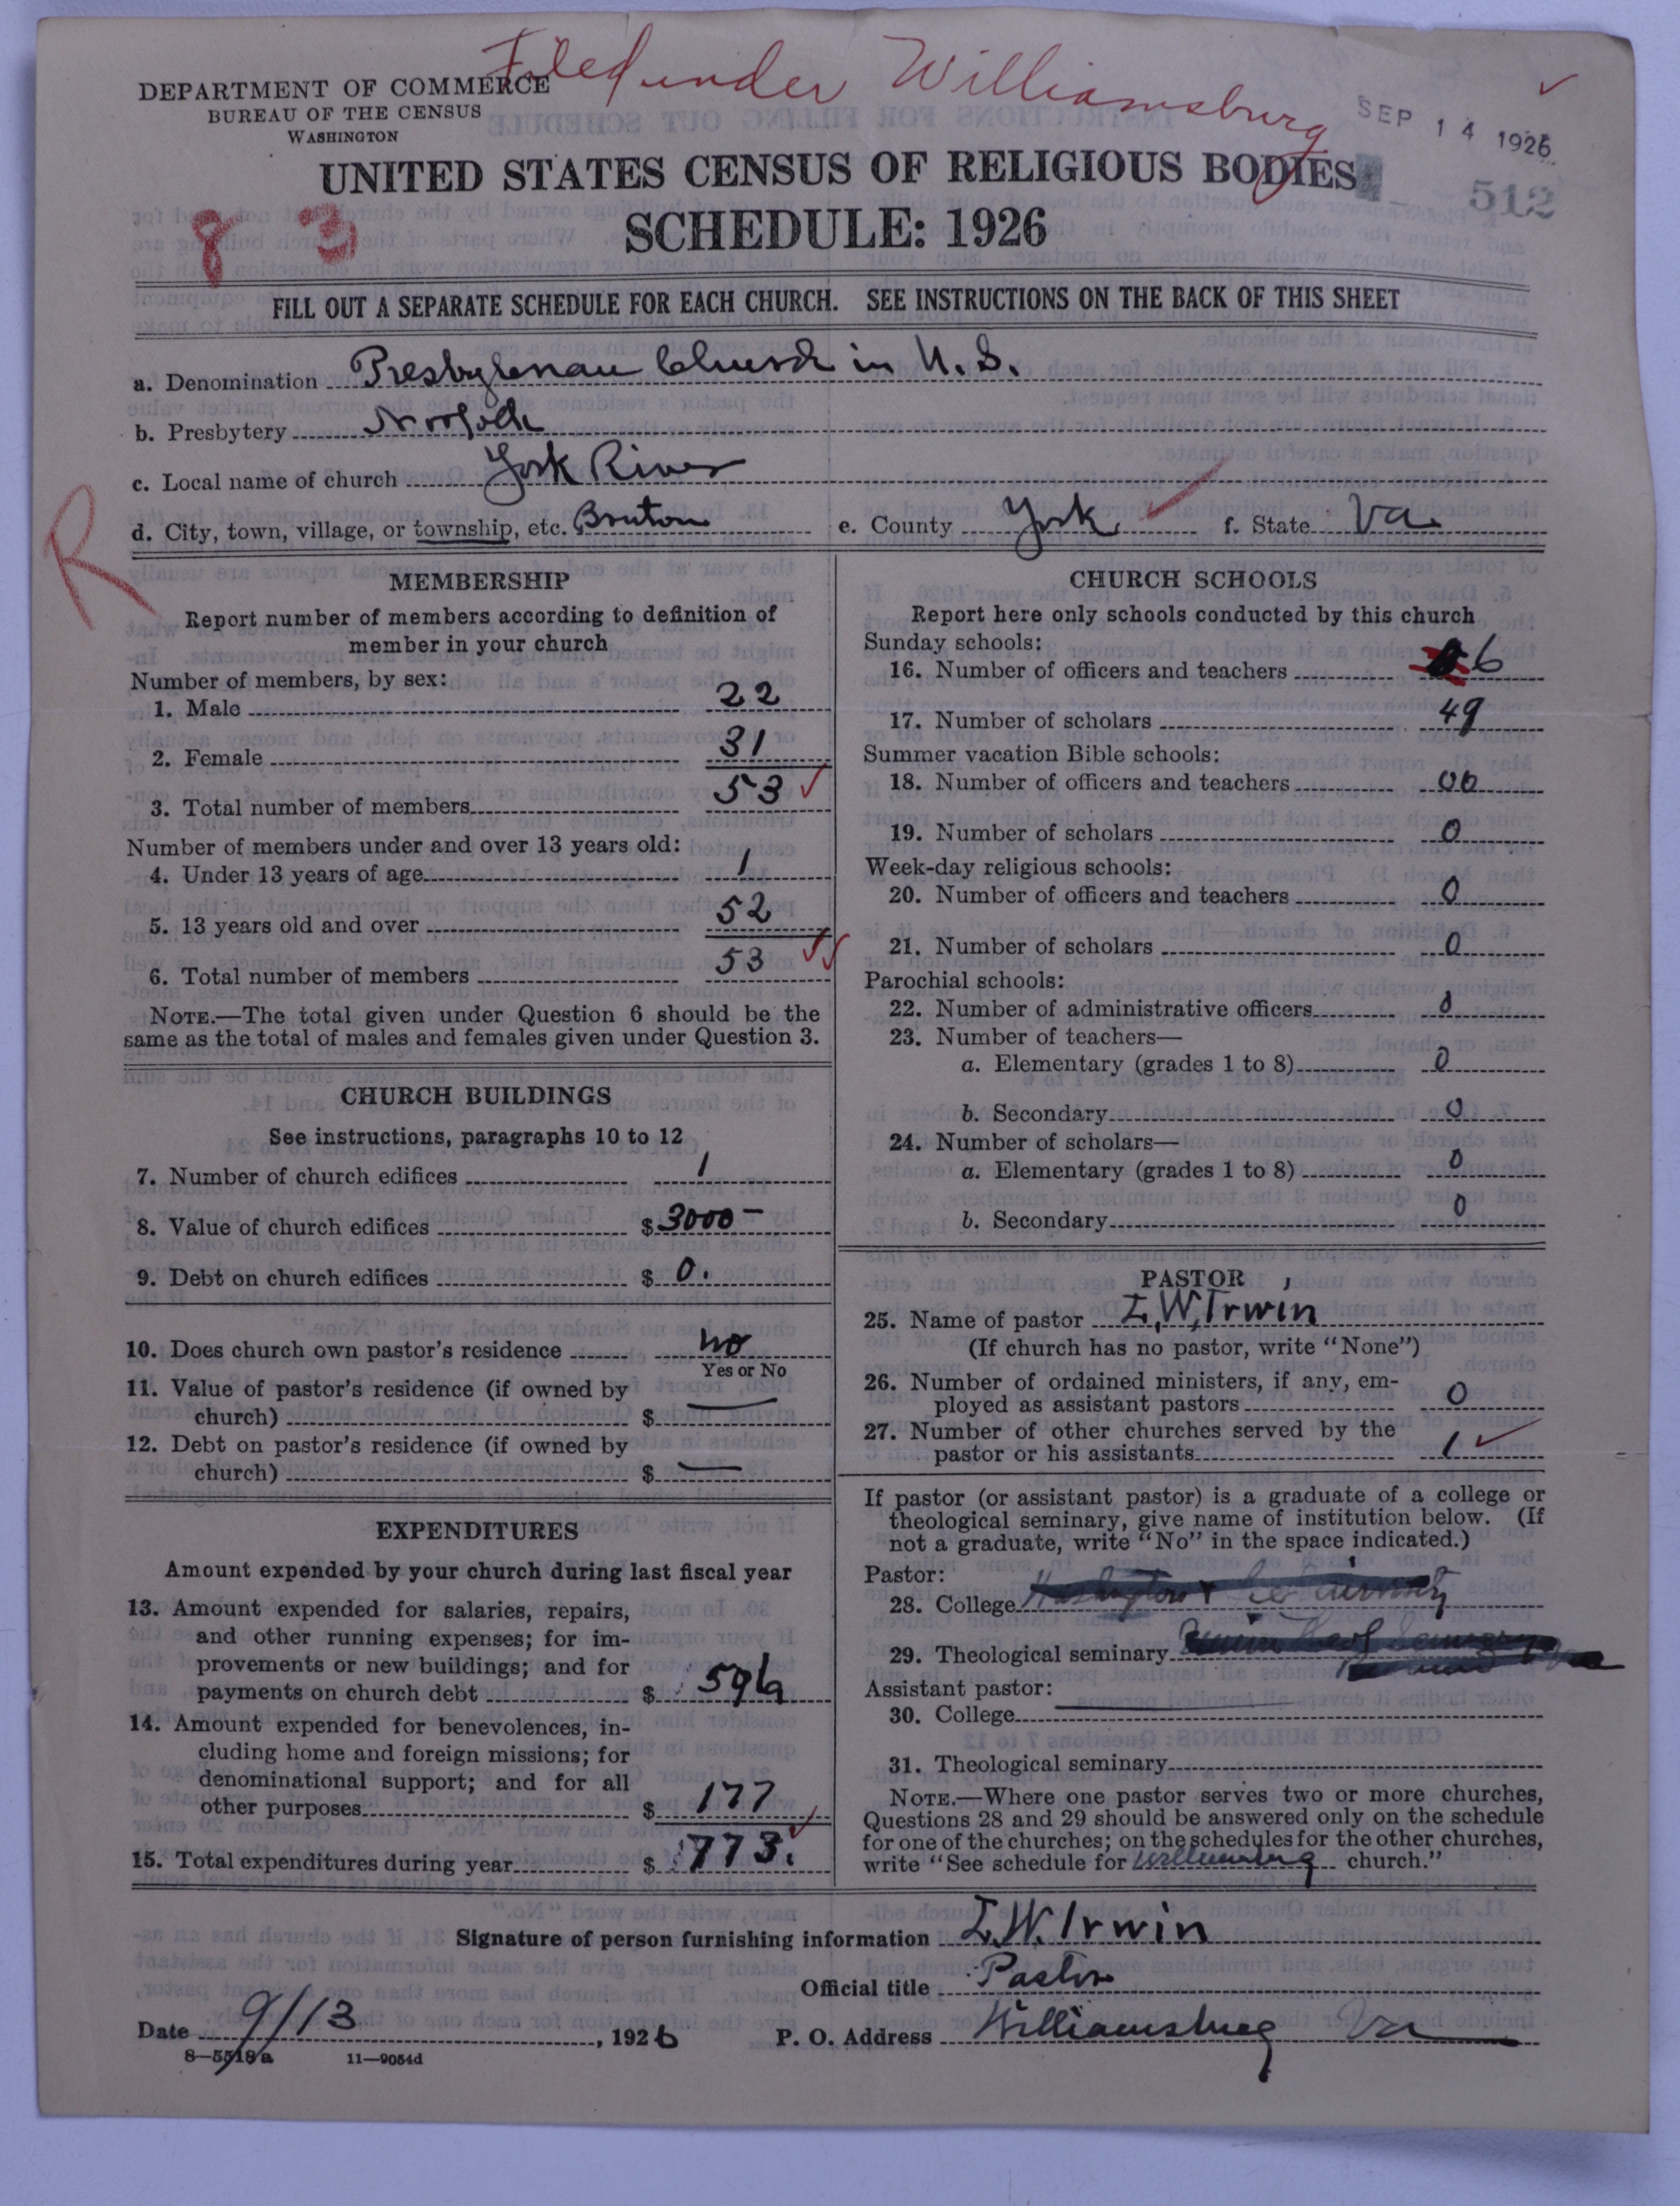 Filed under Williamsburg
DEPARTMENT OF COMMERCE
BUREAU OF THE CENSUS
WASHINGTON
SEP 14 1926
512
UNITED STATES CENSUS OF RELIGIOUS BODIES
SCHEDULE: 1926
8 3
FILL OUT A SEPARATE SCHEDULE FOR EACH CHURCH. SEE INSTRUCTIONS ON THE BACK OF THIS SHEET
a. Denomination Presbyterian Church in U.S.
b. Presbytery Norfolk
c. Local name of church York River
d. City, town, village, or township, etc. Bruton e. County York f. State Va
R
MEMBERSHIP
Report number of members according to definition of
member in your church
Number of members, by sex:
1. Male 22
2. Female 31
3. Total number of members 53
Number of members under and over 13 years old:
4. Under 13 years of age 1
5. 13 years old and over 52
6. Total number of members 53
NOTE.—The total given under Question 6 should be the
same as the total of males and females given under Question 3.
CHURCH BUILDINGS
See instructions, paragraphs 10 to 12
7. Number of church edifices 1
8. Value of church edifices $ 3000 —
9. Debt on church edifices $ 0.
10. Does church own pastor's residence no
Yes or No
11. Value of pastor's residence (if owned by
church) $ —
12. Debt on pastor's residence (if owned by
church) $ —
EXPENDITURES
Amount expended by your church during last fiscal year
13. Amount expended for salaries, repairs,
and other running expenses; for im-
provements or new buildings; and for
payments on church debt $ 596
14. Amount expended for benevolences, in-
cluding home and foreign missions; for
denominational support; and for all
other purposes $ 177
15. Total expenditures during year $ 773.
CHURCH SCHOOLS
Report here only schools conducted by this church
Sunday schools:
16. Number of officers and teachers 6
17. Number of scholars 49
Summer vacation Bible schools:
18. Number of officers and teachers 00
19. Number of scholars 0
Week-day religious schools:
20. Number of officers and teachers 0
21. Number of scholars 0
Parochial schools:
22. Number of administrative officers 0
23. Number of teachers—
a. Elementary (grades 1 to 8) 0
b. Secondary 0
24. Number of scholars—
a. Elementary (grades 1 to 8) 0
b. Secondary 0
PASTOR
25. Name of pastor I.W. Irwin
(If church has no pastor, write "None")
26. Number of ordained ministers, if any, em-
ployed as assistant pastors 0
27. Number of other churches served by the
pastor or his assistants 1
If pastor (or assistant pastor) is a graduate of a college or
theological seminary, give name of institution below. (If
not a graduate, write "No" in the space indicated.)
Pastor:
28. College
29. Theological seminary
Assistant pastor:
30. College
31. Theological seminary
NOTE.—Where one pastor serves two or more churches,
Questions 28 and 29 should be answered only on the schedule
for one of the churches; on the schedules for the other churches,
write "See schedule for church."
Signature of person furnishing information I.W. Irwin
Official title Pastor
Date 9/13, 1926 P. O. Address Williamsburg Va
8—5518a 11—9054d